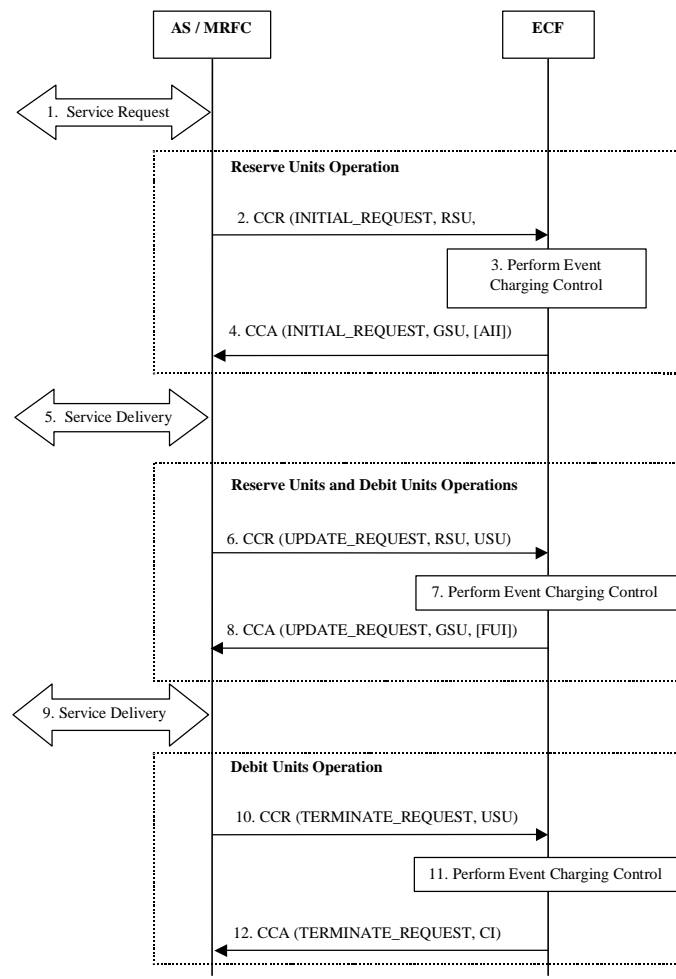 AS / MRFC
ECF
1. Service Request
Reserve Units Operation
2. CCR (INITIAL_REQUEST, RSU,
3. Perform Event
Charging Control
4. CCA (INITIAL_REQUEST, GSU, [AII])
5. Service Delivery
Reserve Units and Debit Units Operations
6. CCR (UPDATE_REQUEST, RSU, USU)
7. Perform Event Charging Control
8. CCA (UPDATE_REQUEST, GSU, [FUI])
9. Service Delivery
Debit Units Operation
10. CCR (TERMINATE_REQUEST, USU)
11. Perform Event Charging Control
12. CCA (TERMINATE_REQUEST, CI)